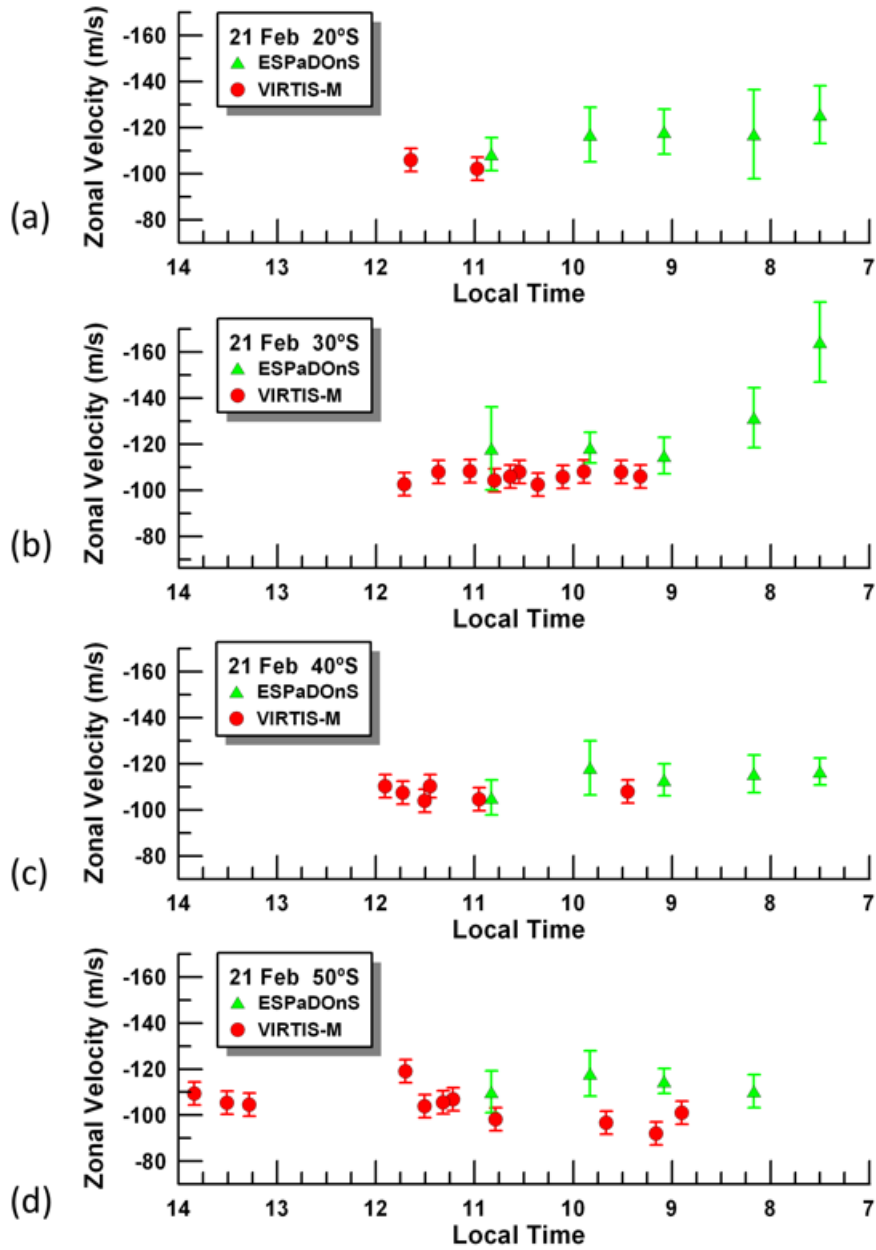 21 Feb 20ºS
ESPaDOnS
VIRTIS-M
Zonal Velocity (m/s)
-160
-140
-120
-100
-80
(a)
14 13 12 11 10 9 8 7
Local Time
21 Feb 30ºS
ESPaDOnS
VIRTIS-M
Zonal Velocity (m/s)
-160
-140
-120
-100
-80
(b)
14 13 12 11 10 9 8 7
Local Time
21 Feb 40ºS
ESPaDOnS
VIRTIS-M
Zonal Velocity (m/s)
-160
-140
-120
-100
-80
(c)
14 13 12 11 10 9 8 7
Local Time
21 Feb 50ºS
ESPaDOnS
VIRTIS-M
Zonal Velocity (m/s)
-160
-140
-120
-100
-80
(d)
14 13 12 11 10 9 8 7
Local Time